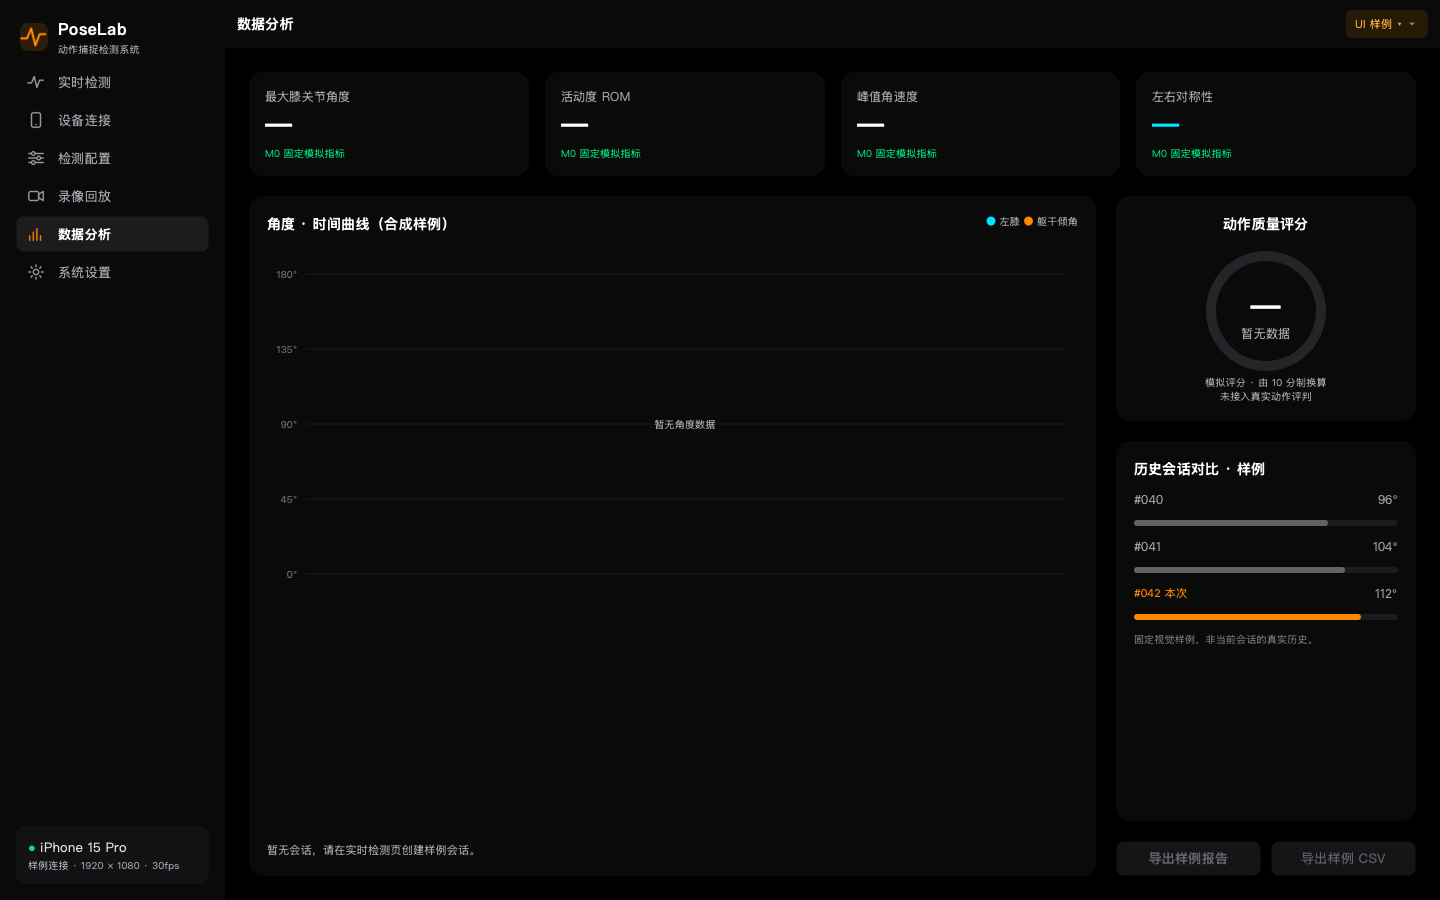 PoseLab
动作捕捉检测系统
实时检测
设备连接
检测配置
录像回放
数据分析
系统设置
iPhone 15 Pro
样例连接 · 1920 × 1080 · 30fps
数据分析
UI 样例
最大膝关节角度
—
M0 固定模拟指标
活动度 ROM
—
M0 固定模拟指标
峰值角速度
—
M0 固定模拟指标
左右对称性
—
M0 固定模拟指标
角度 · 时间曲线（合成样例）
左膝 躯干倾角
180°
135°
90°
暂无角度数据
45°
0°
暂无会话，请在实时检测页创建样例会话。
动作质量评分
—
暂无数据
模拟评分 · 由 10 分制换算
未接入真实动作评判
历史会话对比 · 样例
#040 96°
#041 104°
#042 本次 112°
固定视觉样例，非当前会话的真实历史。
导出样例报告
导出样例 CSV